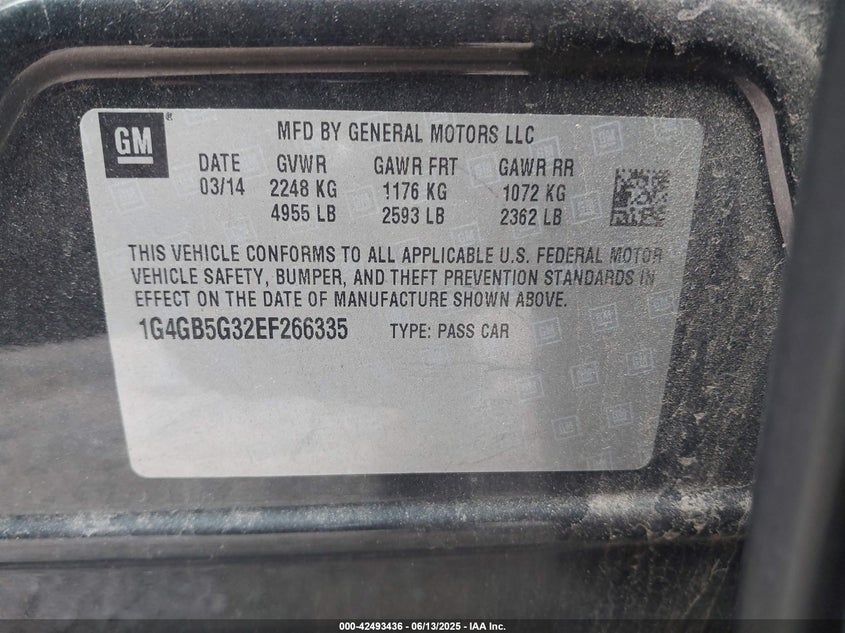 GM ®
MFD BY GENERAL MOTORS LLC
DATE GVWR GAWR FRT GAWR RR
03/14 2248 KG 1176 KG 1072 KG
4955 LB 2593 LB 2362 LB
THIS VEHICLE CONFORMS TO ALL APPLICABLE U.S. FEDERAL MOTOR
VEHICLE SAFETY, BUMPER, AND THEFT PREVENTION STANDARDS IN
EFFECT ON THE DATE OF MANUFACTURE SHOWN ABOVE.
1G4GB5G32EF266335 TYPE: PASS CAR
000-42493436 - 06/13/2025 - IAA Inc.